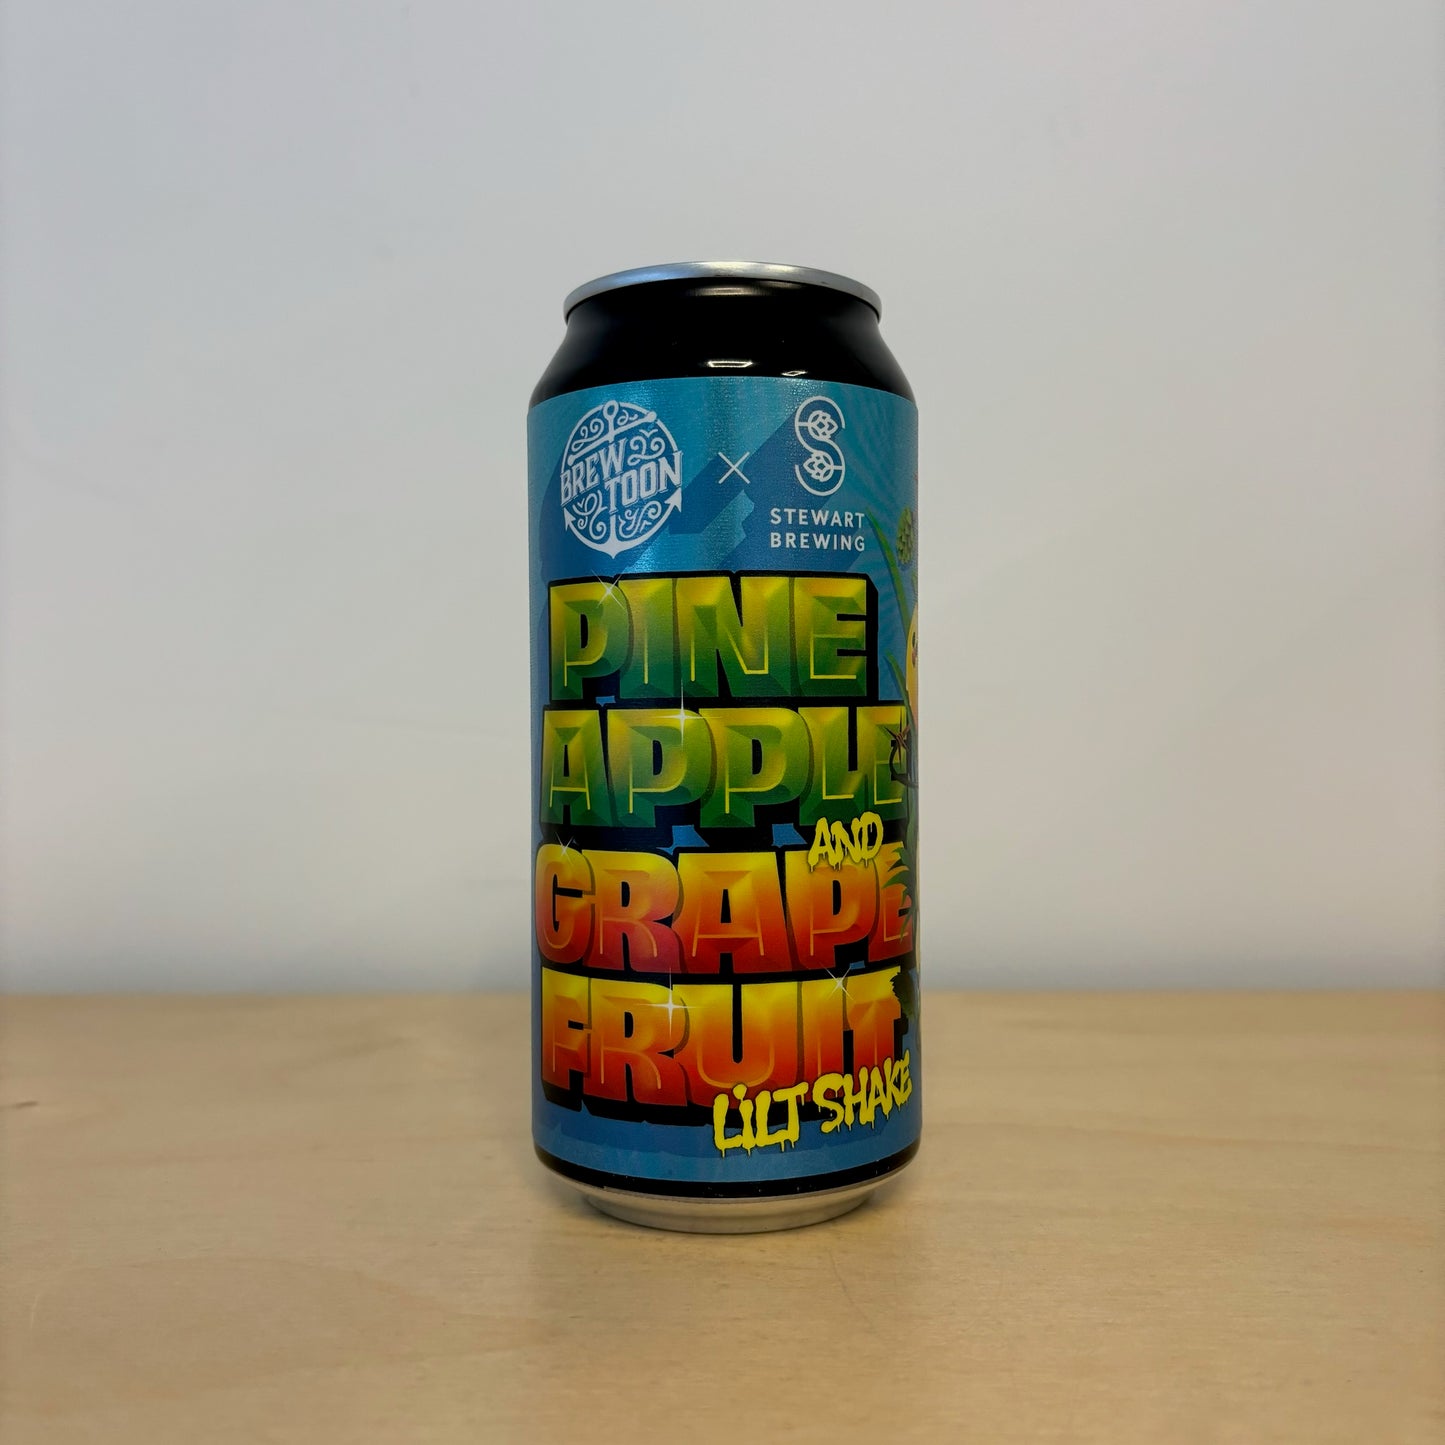 BREW TOON
×
STEWART
BREWING
PINE
APPLE
AND
GRAPE
FRUIT
LILT SHAKE